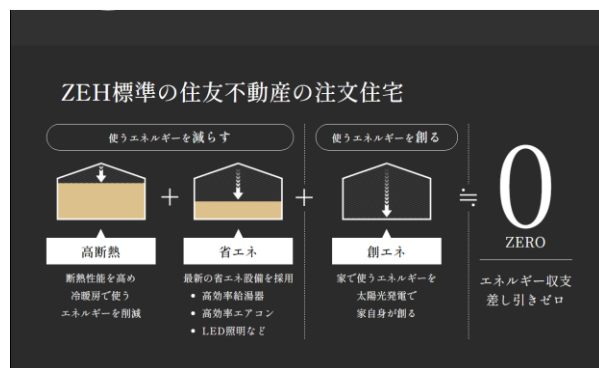 ZEH標準の住友不動産の注文住宅
使うエネルギーを減らす
使うエネルギーを創る
+
+
≒
0
ZERO
高断熱
省エネ
創エネ
断熱性能を高め
冷暖房で使う
エネルギーを削減
最新の省エネ設備を採用
• 高効率給湯器
• 高効率エアコン
• LED照明など
家で使うエネルギーを
太陽光発電で
家自身が創る
エネルギー収支
差し引きゼロ